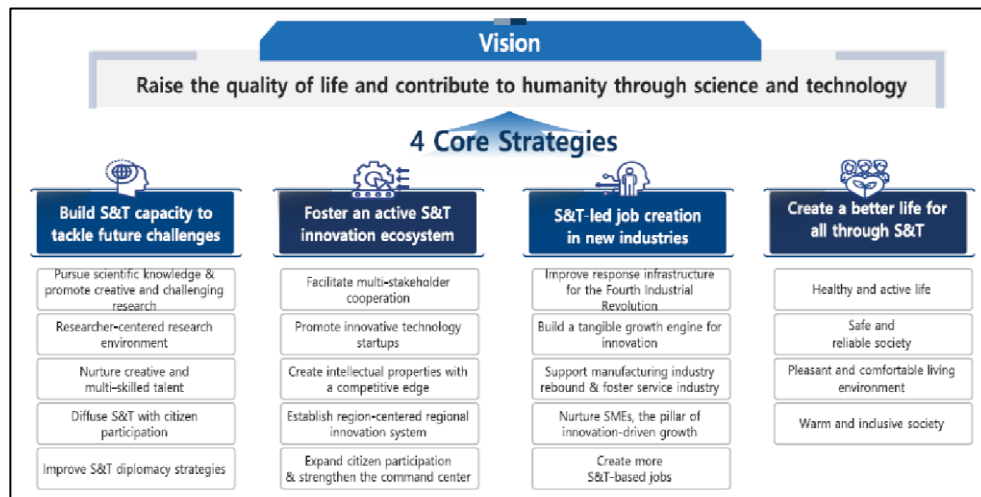 Vision
Raise the quality of life and contribute to humanity through science and technology
4 Core Strategies
Build S&T capacity to
tackle future challenges
Pursue scientific knowledge &
promote creative and challenging
research
Researcher-centered research
environment
Nurture creative and
multi-skilled talent
Diffuse S&T with citizen
participation
Improve S&T diplomacy strategies
Foster an active S&T
innovation ecosystem
Facilitate multi-stakeholder
cooperation
Promote innovative technology
startups
Create intellectual properties with
a competitive edge
Establish region-centered regional
innovation system
Expand citizen participation
& strengthen the command center
S&T-led job creation
in new industries
Improve response infrastructure
for the Fourth Industrial
Revolution
Build a tangible growth engine for
innovation
Support manufacturing industry
rebound & foster service industry
Nurture SMEs, the pillar of
innovation-driven growth
Create more
S&T-based jobs
Create a better life for
all through S&T
Healthy and active life
Safe and
reliable society
Pleasant and comfortable living
environment
Warm and inclusive society